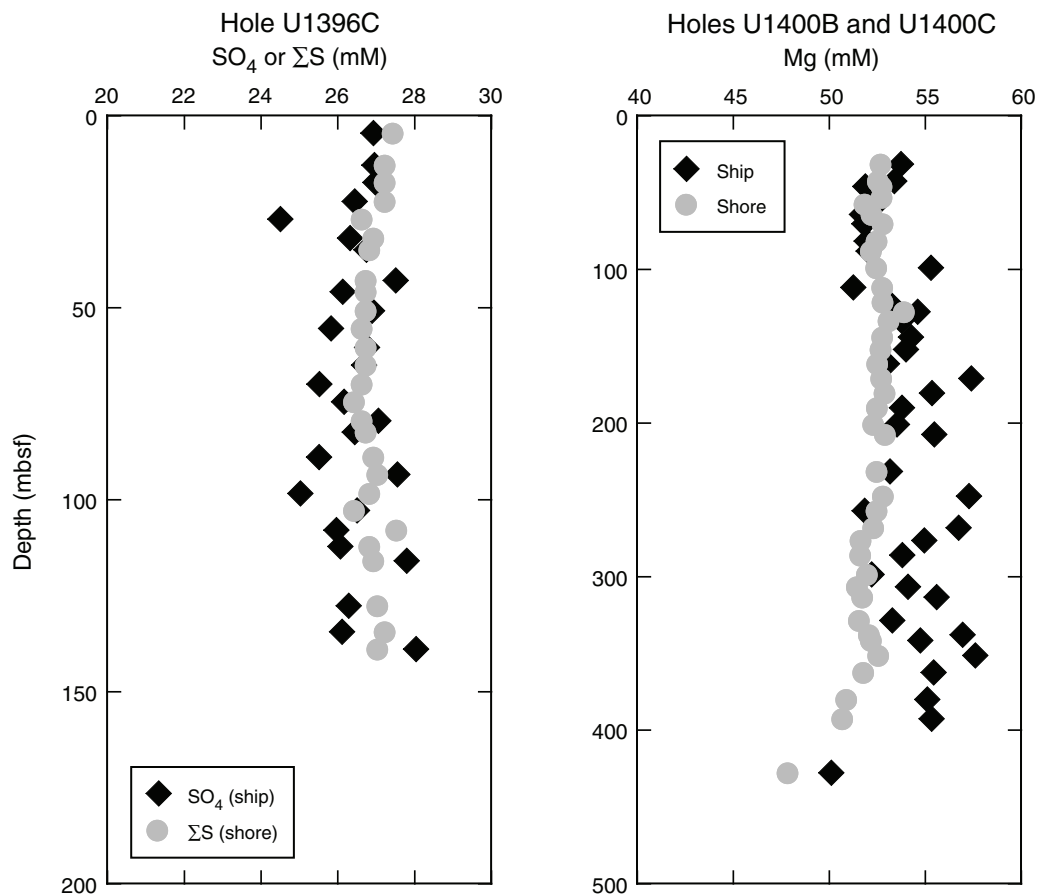 Hole U1396C
SO4 or ΣS (mM)
20 22 24 26 28 30
0
50
100
150
200
Depth (mbsf)
SO4 (ship)
ΣS (shore)
Holes U1400B and U1400C
Mg (mM)
40 45 50 55 60
0
100
200
300
400
500
Ship
Shore